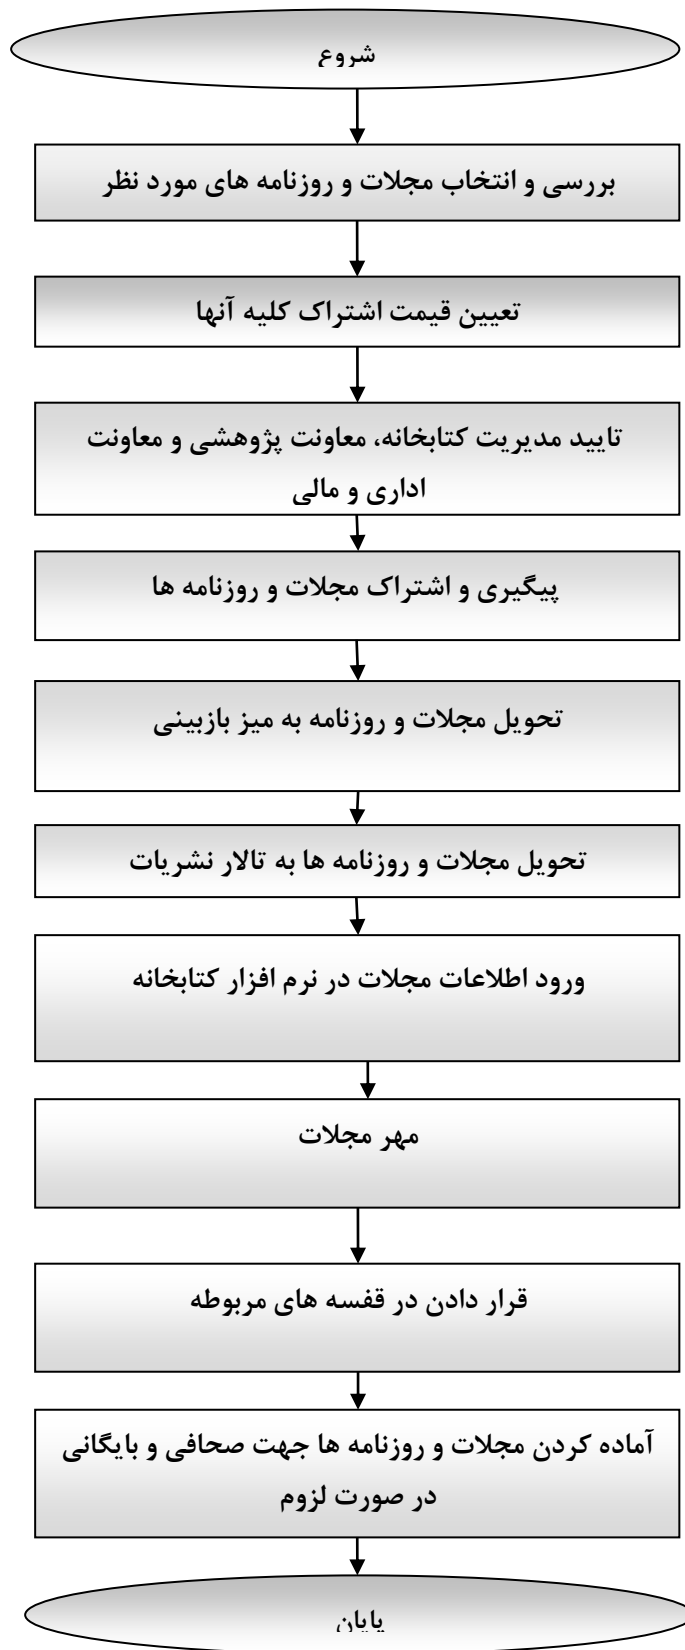 شروع
بررسی و انتخاب مجلات و روزنامه های مورد نظر
تعیین قیمت اشتراک کلیه آنها
تایید مدیریت کتابخانه، معاونت پژوهشی و معاونت
اداری و مالی
پیگیری و اشتراک مجلات و روزنامه ها
تحویل مجلات و روزنامه به میز بازبینی
تحویل مجلات و روزنامه ها به تالار نشریات
ورود اطلاعات مجلات در نرم افزار کتابخانه
مهر مجلات
قرار دادن در قفسه های مربوطه
آماده کردن مجلات و روزنامه ها جهت صحافی و بایگانی
در صورت لزوم
پایان